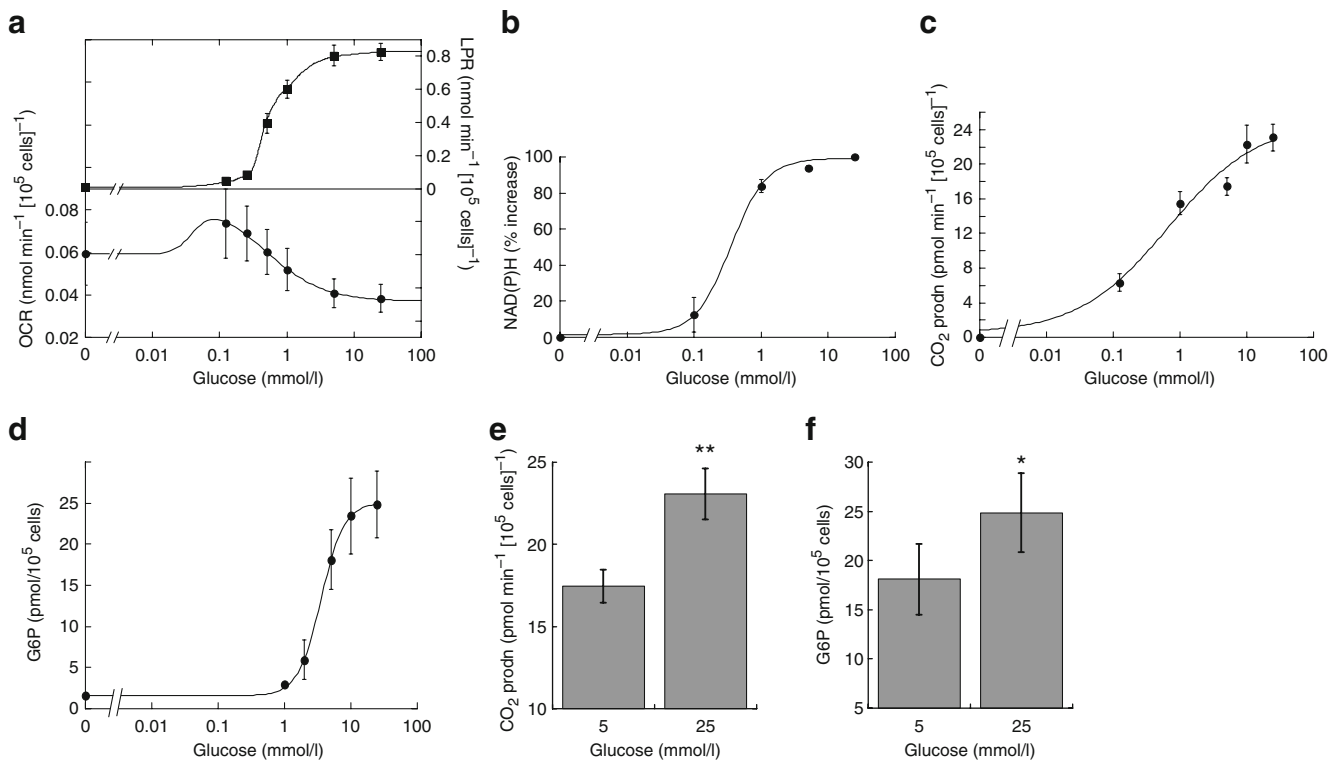 a
OCR (nmol min⁻¹ [10⁵ cells]⁻¹)
0.08
0.06
0.04
0.02
LPR (nmol min⁻¹ [10⁵ cells]⁻¹)
0.8
0.6
0.4
0.2
0
0 0.01 0.1 1 10 100
Glucose (mmol/l)
b
NAD(P)H (% increase)
100
80
60
40
20
0
0 0.01 0.1 1 10 100
Glucose (mmol/l)
c
CO₂ prodn (pmol min⁻¹ [10⁵ cells]⁻¹)
24
20
16
12
8
4
0
0 0.01 0.1 1 10 100
Glucose (mmol/l)
d
G6P (pmol/10⁵ cells)
25
20
15
10
5
0
0 0.01 0.1 1 10 100
Glucose (mmol/l)
e
CO₂ prodn (pmol min⁻¹ [10⁵ cells]⁻¹)
25
20
15
10
**
5 25
Glucose (mmol/l)
f
G6P (pmol/10⁵ cells)
30
25
20
15
10
5
*
5 25
Glucose (mmol/l)